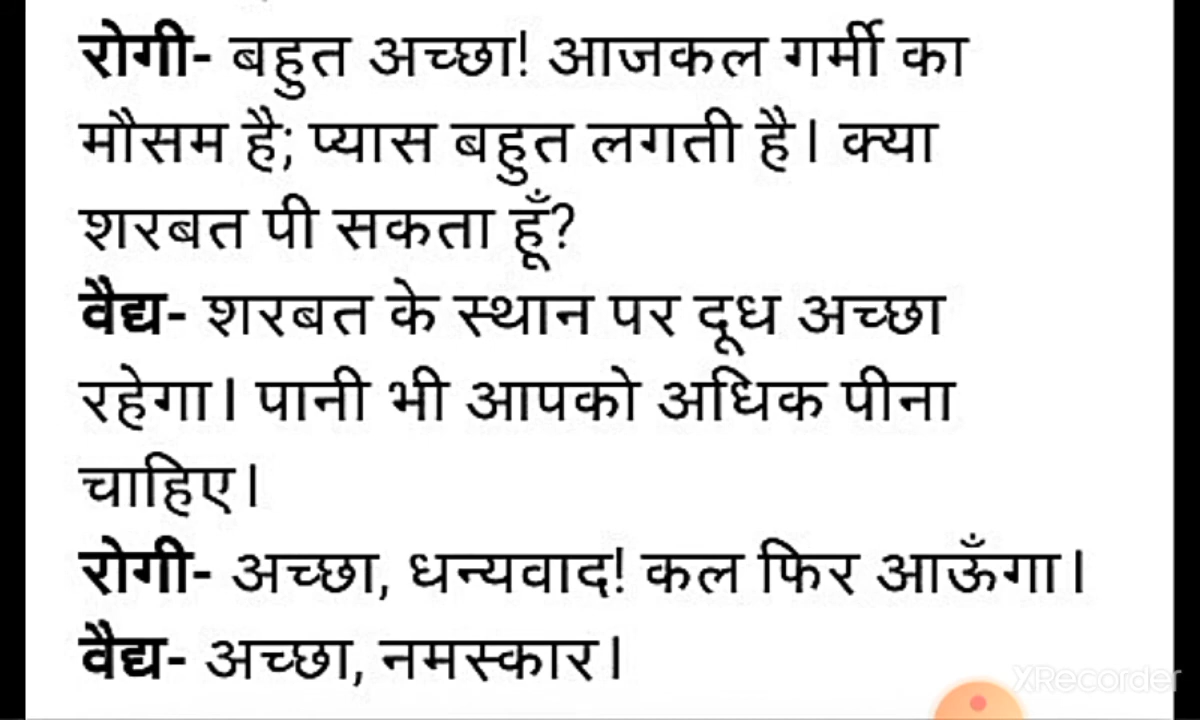 रोगी- बहुत अच्छा! आजकल गर्मी का
मौसम है; प्यास बहुत लगती है। क्या
शरबत पी सकता हूँ?
वैद्य- शरबत के स्थान पर दूध अच्छा
रहेगा। पानी भी आपको अधिक पीना
चाहिए।
रोगी- अच्छा, धन्यवाद! कल फिर आऊँगा।
वैद्य- अच्छा, नमस्कार।
XRecorder